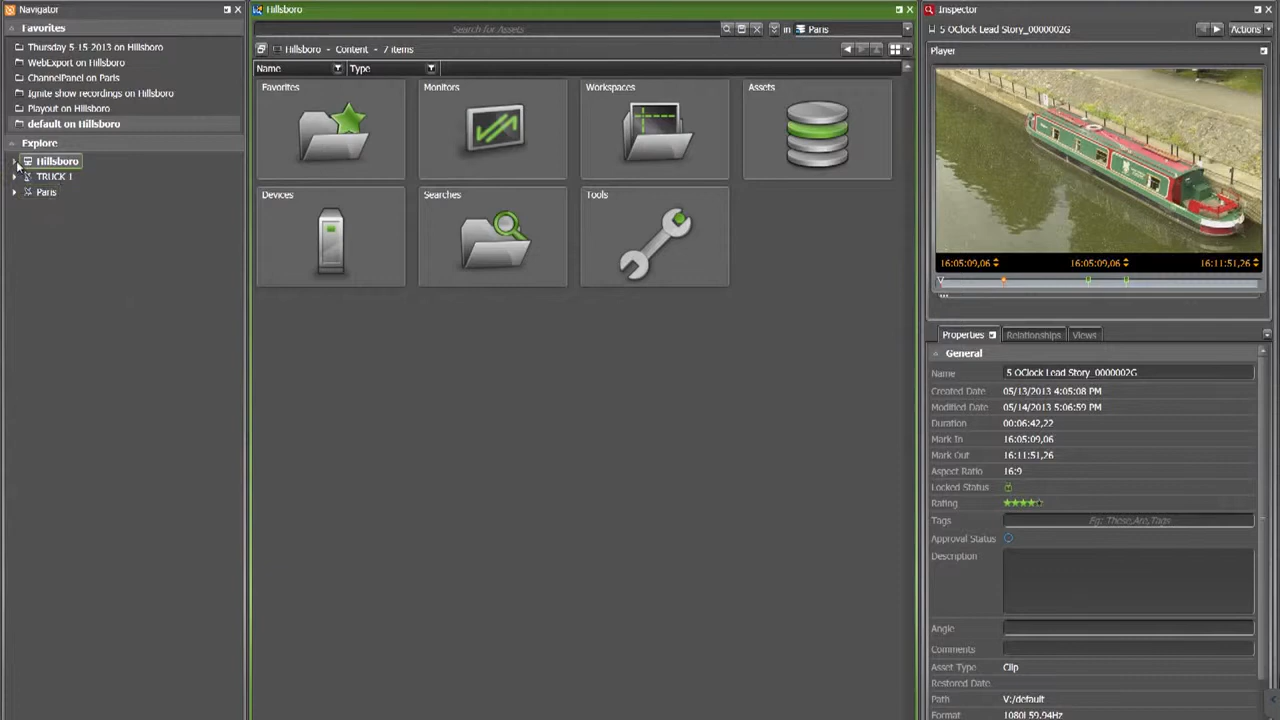 Navigator
Favorites
Thursday 5-15 2013 on Hillsboro
WebExport on Hillsboro
ChannelPanel on Paris
Ignite show recordings on Hillsboro
Playout on Hillsboro
default on Hillsboro
Explore
Hillsboro
TRUCK 1
Paris
Hillsboro
Search for Assets
in
Paris
Hillsboro - Content - 7 items
Name
Type
Favorites
Monitors
Workspaces
Assets
Devices
Searches
Tools
Inspector
5 OClock Lead Story_0000002G
Actions
Player
16:05:09,06
16:05:09,06
16:11:51,26
Properties
Relationships
Views
General
Name 5 OClock Lead Story_0000002G
Created Date 05/13/2013 4:05:08 PM
Modified Date 05/14/2013 5:06:59 PM
Duration 00:06:42,22
Mark In 16:05:09,06
Mark Out 16:11:51,26
Aspect Ratio 16:9
Locked Status
Rating
Tags Eg: These,Are,Tags
Approval Status
Description
Angle
Comments
Asset Type Clip
Restored Date
Path V:/default
Format 1080I 59.94Hz